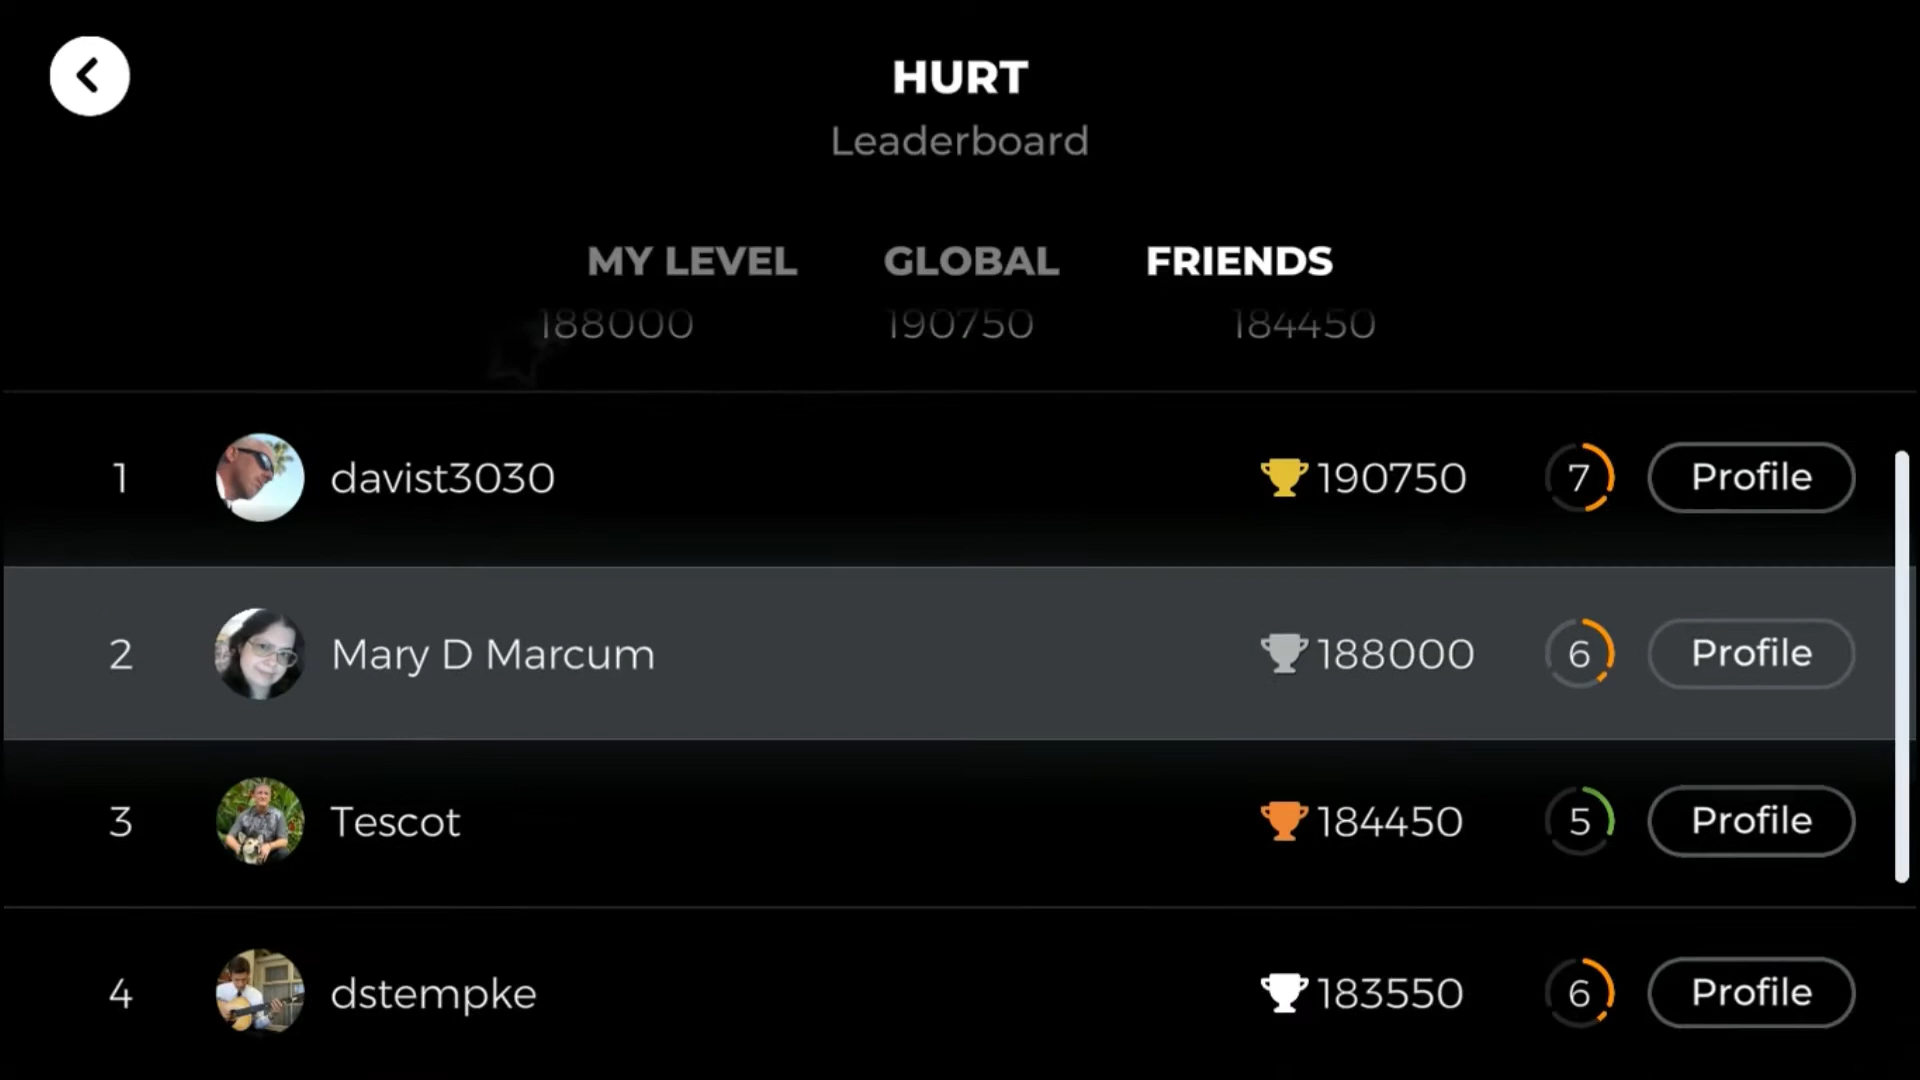 HURT
Leaderboard
MY LEVEL GLOBAL FRIENDS
188000 190750 184450
1 davist3030 190750 7 Profile
2 Mary D Marcum 188000 6 Profile
3 Tescot 184450 5 Profile
4 dstempke 183550 6 Profile